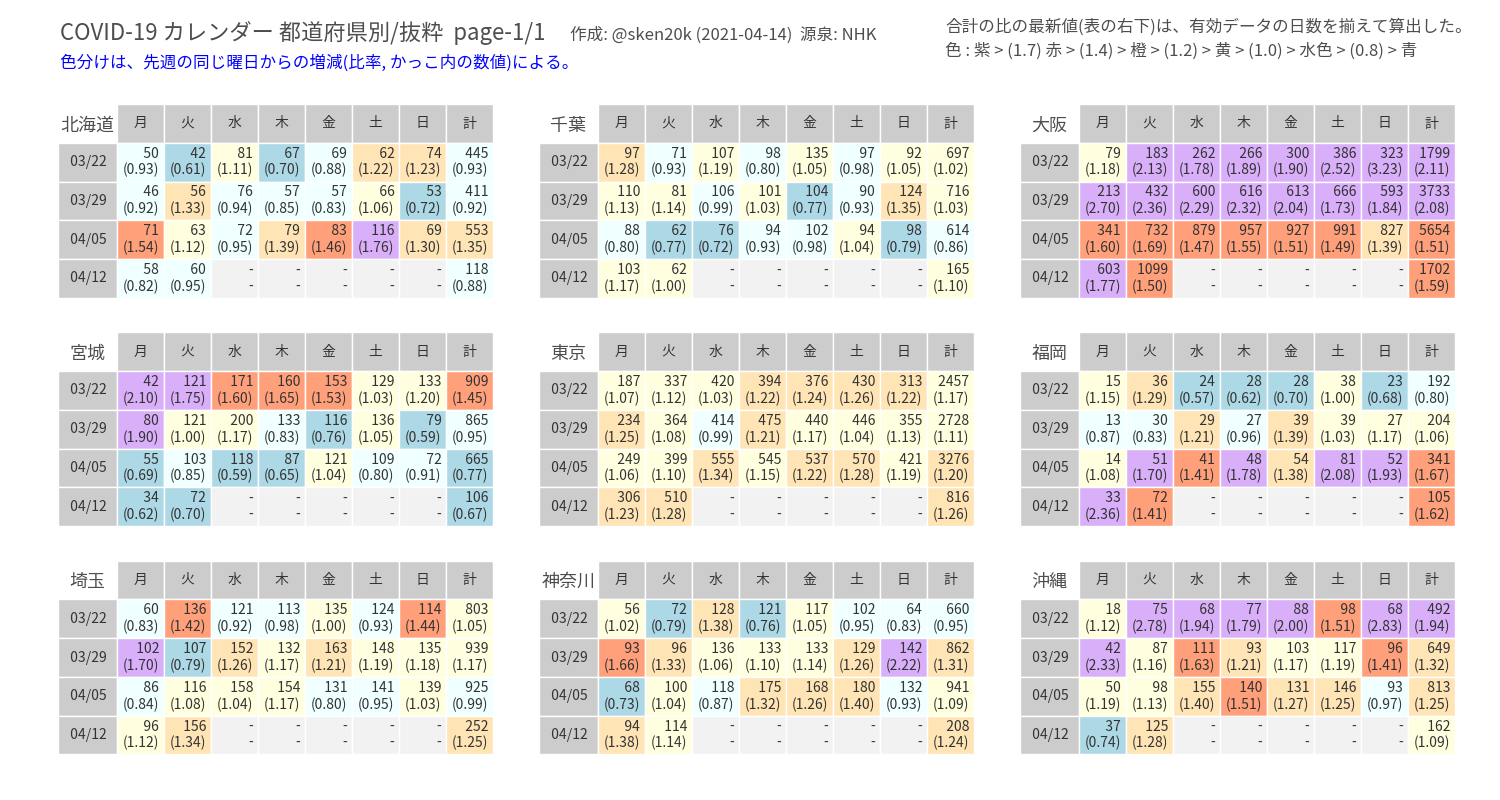 COVID-19 カレンダー 都道府県別/抜粋 page-1/1 作成: @sken20k (2021-04-14) 源泉: NHK
色分けは、先週の同じ曜日からの増減(比率, かっこ内の数値)による。
合計の比の最新値(表の右下)は、有効データの日数を揃えて算出した。
色 : 紫 > (1.7) 赤 > (1.4) > 橙 > (1.2) > 黄 > (1.0) > 水色 > (0.8) > 青
北海道 月 火 水 木 金 土 日 計
03/22 50 42 81 67 69 62 74 445
(0.93) (0.61) (1.11) (0.70) (0.88) (1.22) (1.23) (0.93)
03/29 46 56 76 57 57 66 53 411
(0.92) (1.33) (0.94) (0.85) (0.83) (1.06) (0.72) (0.92)
04/05 71 63 72 79 83 116 69 553
(1.54) (1.12) (0.95) (1.39) (1.46) (1.76) (1.30) (1.35)
04/12 58 60 - - - - - 118
(0.82) (0.95) - - - - - (0.88)
千葉 月 火 水 木 金 土 日 計
03/22 97 71 107 98 135 97 92 697
(1.28) (0.93) (1.19) (0.80) (1.05) (0.98) (1.05) (1.02)
03/29 110 81 106 101 104 90 124 716
(1.13) (1.14) (0.99) (1.03) (0.77) (0.93) (1.35) (1.03)
04/05 88 62 76 94 102 94 98 614
(0.80) (0.77) (0.72) (0.93) (0.98) (1.04) (0.79) (0.86)
04/12 103 62 - - - - - 165
(1.17) (1.00) - - - - - (1.10)
大阪 月 火 水 木 金 土 日 計
03/22 79 183 262 266 300 386 323 1799
(1.18) (2.13) (1.78) (1.89) (1.90) (2.52) (3.23) (2.11)
03/29 213 432 600 616 613 666 593 3733
(2.70) (2.36) (2.29) (2.32) (2.04) (1.73) (1.84) (2.08)
04/05 341 732 879 957 927 991 827 5654
(1.60) (1.69) (1.47) (1.55) (1.51) (1.49) (1.39) (1.51)
04/12 603 1099 - - - - - 1702
(1.77) (1.50) - - - - - (1.59)
宮城 月 火 水 木 金 土 日 計
03/22 42 121 171 160 153 129 133 909
(2.10) (1.75) (1.60) (1.65) (1.53) (1.03) (1.20) (1.45)
03/29 80 121 200 133 116 136 79 865
(1.90) (1.00) (1.17) (0.83) (0.76) (1.05) (0.59) (0.95)
04/05 55 103 118 87 121 109 72 665
(0.69) (0.85) (0.59) (0.65) (1.04) (0.80) (0.91) (0.77)
04/12 34 72 - - - - - 106
(0.62) (0.70) - - - - - (0.67)
東京 月 火 水 木 金 土 日 計
03/22 187 337 420 394 376 430 313 2457
(1.07) (1.12) (1.03) (1.22) (1.24) (1.26) (1.22) (1.17)
03/29 234 364 414 475 440 446 355 2728
(1.25) (1.08) (0.99) (1.21) (1.17) (1.04) (1.13) (1.11)
04/05 249 399 555 545 537 570 421 3276
(1.06) (1.10) (1.34) (1.15) (1.22) (1.28) (1.19) (1.20)
04/12 306 510 - - - - - 816
(1.23) (1.28) - - - - - (1.26)
福岡 月 火 水 木 金 土 日 計
03/22 15 36 24 28 28 38 23 192
(1.15) (1.29) (0.57) (0.62) (0.70) (1.00) (0.68) (0.80)
03/29 13 30 29 27 39 39 27 204
(0.87) (0.83) (1.21) (0.96) (1.39) (1.03) (1.17) (1.06)
04/05 14 51 41 48 54 81 52 341
(1.08) (1.70) (1.41) (1.78) (1.38) (2.08) (1.93) (1.67)
04/12 33 72 - - - - - 105
(2.36) (1.41) - - - - - (1.62)
埼玉 月 火 水 木 金 土 日 計
03/22 60 136 121 113 135 124 114 803
(0.83) (1.42) (0.92) (0.98) (1.00) (0.93) (1.44) (1.05)
03/29 102 107 152 132 163 148 135 939
(1.70) (0.79) (1.26) (1.17) (1.21) (1.19) (1.18) (1.17)
04/05 86 116 158 154 131 141 139 925
(0.84) (1.08) (1.04) (1.17) (0.80) (0.95) (1.03) (0.99)
04/12 96 156 - - - - - 252
(1.12) (1.34) - - - - - (1.25)
神奈川 月 火 水 木 金 土 日 計
03/22 56 72 128 121 117 102 64 660
(1.02) (0.79) (1.38) (0.76) (1.05) (0.95) (0.83) (0.95)
03/29 93 96 136 133 133 129 142 862
(1.66) (1.33) (1.06) (1.10) (1.14) (1.26) (2.22) (1.31)
04/05 68 100 118 175 168 180 132 941
(0.73) (1.04) (0.87) (1.32) (1.26) (1.40) (0.93) (1.09)
04/12 94 114 - - - - - 208
(1.38) (1.14) - - - - - (1.24)
沖縄 月 火 水 木 金 土 日 計
03/22 18 75 68 77 88 98 68 492
(1.12) (2.78) (1.94) (1.79) (2.00) (1.51) (2.83) (1.94)
03/29 42 87 111 93 103 117 96 649
(2.33) (1.16) (1.63) (1.21) (1.17) (1.19) (1.41) (1.32)
04/05 50 98 155 140 131 146 93 813
(1.19) (1.13) (1.40) (1.51) (1.27) (1.25) (0.97) (1.25)
04/12 37 125 - - - - - 162
(0.74) (1.28) - - - - - (1.09)